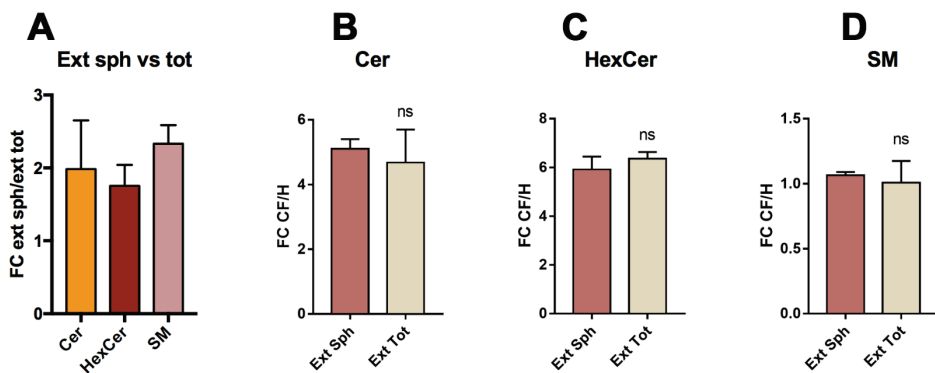 A
Ext sph vs tot
FC ext sph/ext tot
3
2
1
0
Cer
HexCer
SM
B
Cer
FC CF/H
6
4
2
0
ns
Ext Sph
Ext Tot
C
HexCer
FC CF/H
8
6
4
2
0
ns
Ext Sph
Ext Tot
D
SM
FC CF/H
1.5
1.0
0.5
0.0
ns
Ext Sph
Ext Tot